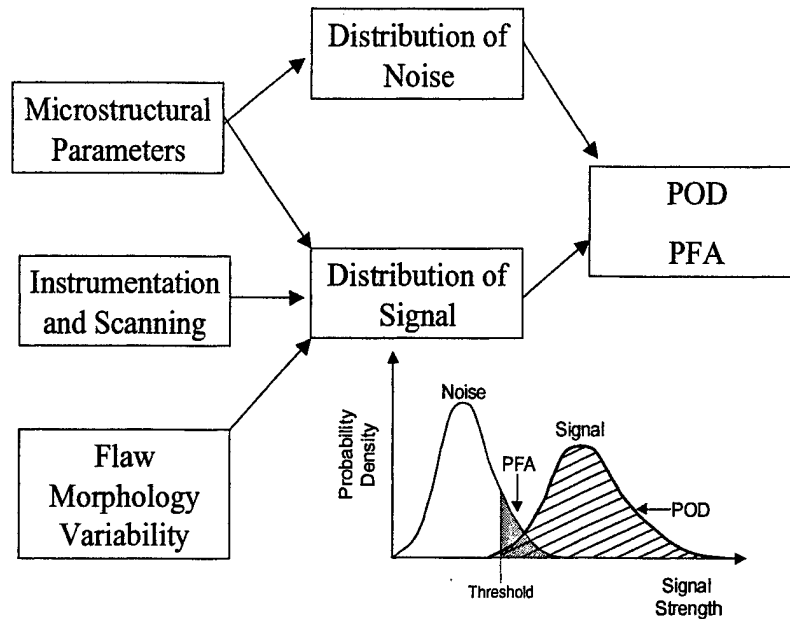 Distribution of
Noise
Microstructural
Parameters
POD
PFA
Instrumentation
and Scanning
Distribution of
Signal
Flaw
Morphology
Variability
Probability
Density
Noise
Signal
PFA
POD
Threshold
Signal
Strength